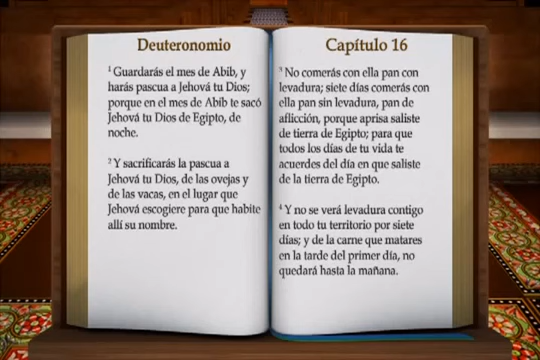 Deuteronomio
¹ Guardarás el mes de Abib, y
harás pascua a Jehová tu Dios;
porque en el mes de Abib te sacó
Jehová tu Dios de Egipto, de
noche.
² Y sacrificarás la pascua a
Jehová tu Dios, de las ovejas y
de las vacas, en el lugar que
Jehová escogiere para que habite
allí su nombre.
Capítulo 16
³ No comerás con ella pan con
levadura; siete días comerás con
ella pan sin levadura, pan de
aflicción, porque aprisa saliste
de tierra de Egipto; para que
todos los días de tu vida te
acuerdes del día en que saliste
de la tierra de Egipto.
⁴ Y no se verá levadura contigo
en todo tu territorio por siete
días; y de la carne que matares
en la tarde del primer día, no
quedará hasta la mañana.